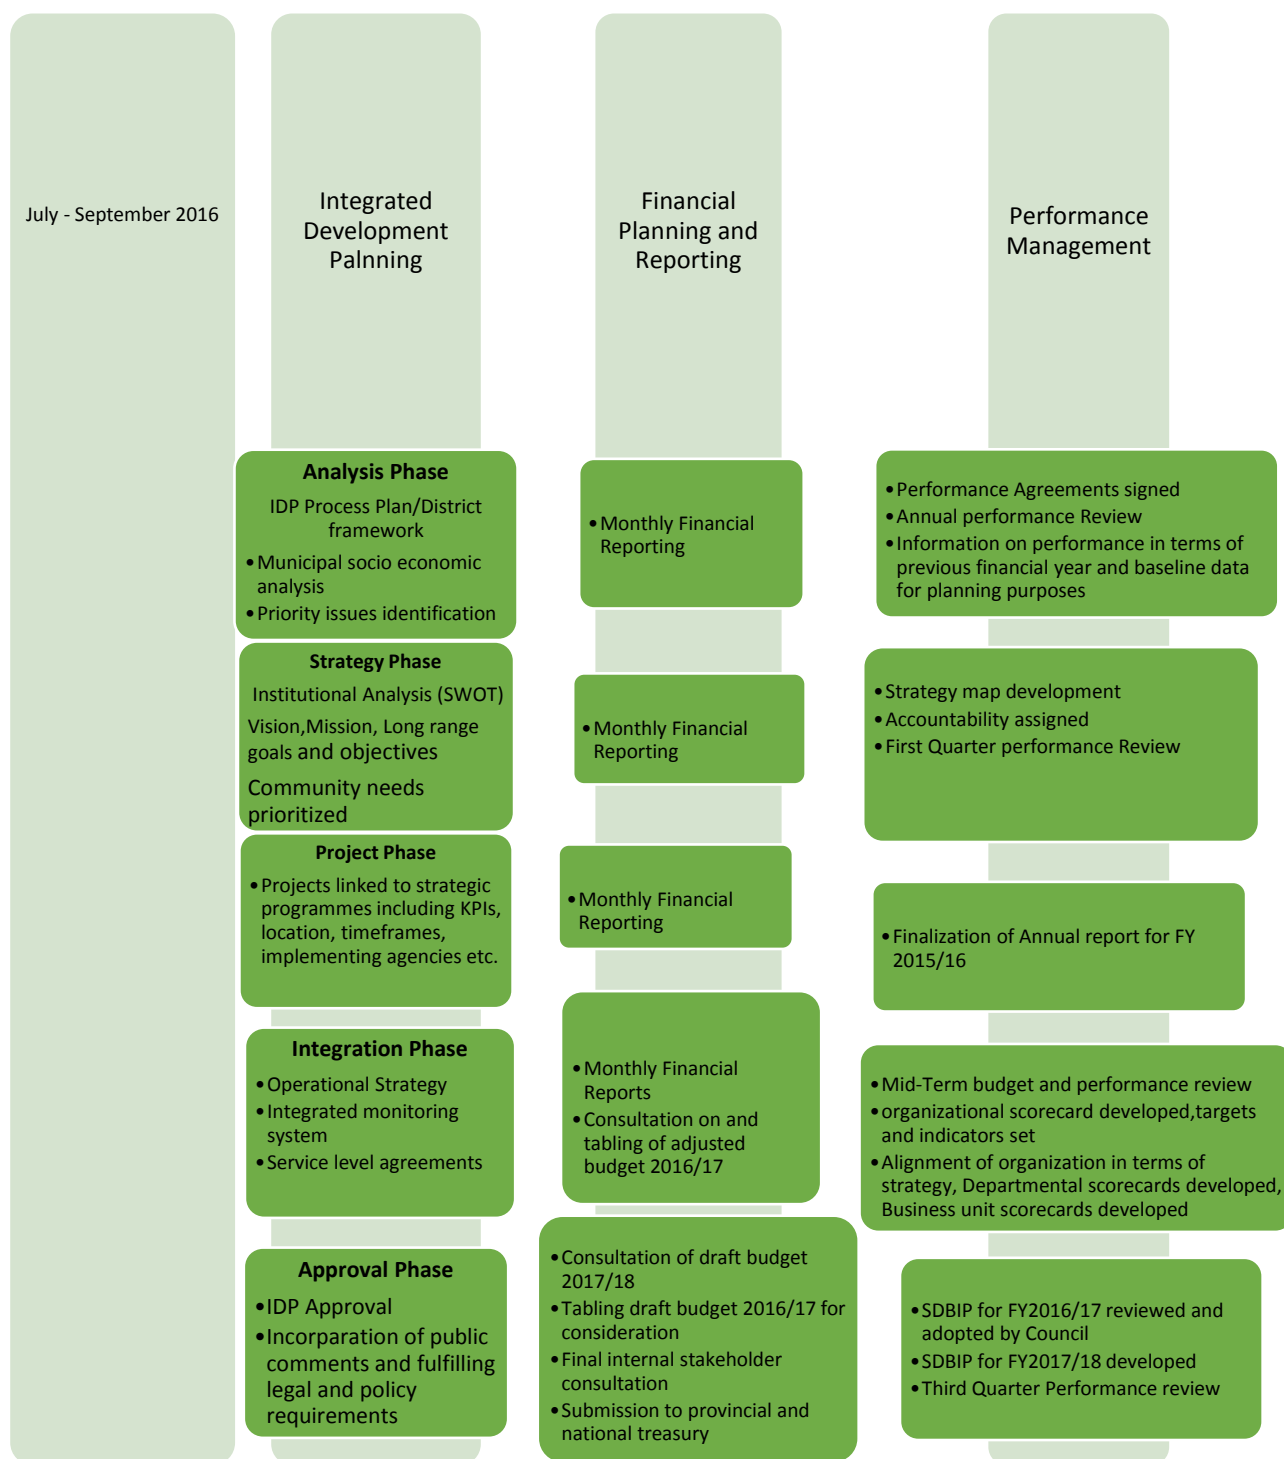 July - September 2016
Integrated
Development
Palnning
Financial
Planning and
Reporting
Performance
Management
Analysis Phase
IDP Process Plan/District
framework
•Municipal socio economic
analysis
•Priority issues identification
•Monthly Financial
Reporting
•Performance Agreements signed
•Annual performance Review
•Information on performance in terms of
previous financial year and baseline data
for planning purposes
Strategy Phase
Institutional Analysis (SWOT)
Vision,Mission, Long range
goals and objectives
Community needs
prioritized
•Monthly Financial
Reporting
•Strategy map development
•Accountability assigned
•First Quarter performance Review
Project Phase
•Projects linked to strategic
programmes including KPIs,
location, timeframes,
implementing agencies etc.
•Monthly Financial
Reporting
•Finalization of Annual report for FY
2015/16
Integration Phase
•Operational Strategy
•Integrated monitoring
system
•Service level agreements
•Monthly Financial
Reports
•Consultation on and
tabling of adjusted
budget 2016/17
•Mid-Term budget and performance review
•organizational scorecard developed,targets
and indicators set
•Alignment of organization in terms of
strategy, Departmental scorecards developed,
Business unit scorecards developed
Approval Phase
•IDP Approval
•Incorparation of public
comments and fulfilling
legal and policy
requirements
•Consultation of draft budget
2017/18
•Tabling draft budget 2016/17 for
consideration
•Final internal stakeholder
consultation
•Submission to provincial and
national treasury
•SDBIP for FY2016/17 reviewed and
adopted by Council
•SDBIP for FY2017/18 developed
•Third Quarter Performance review